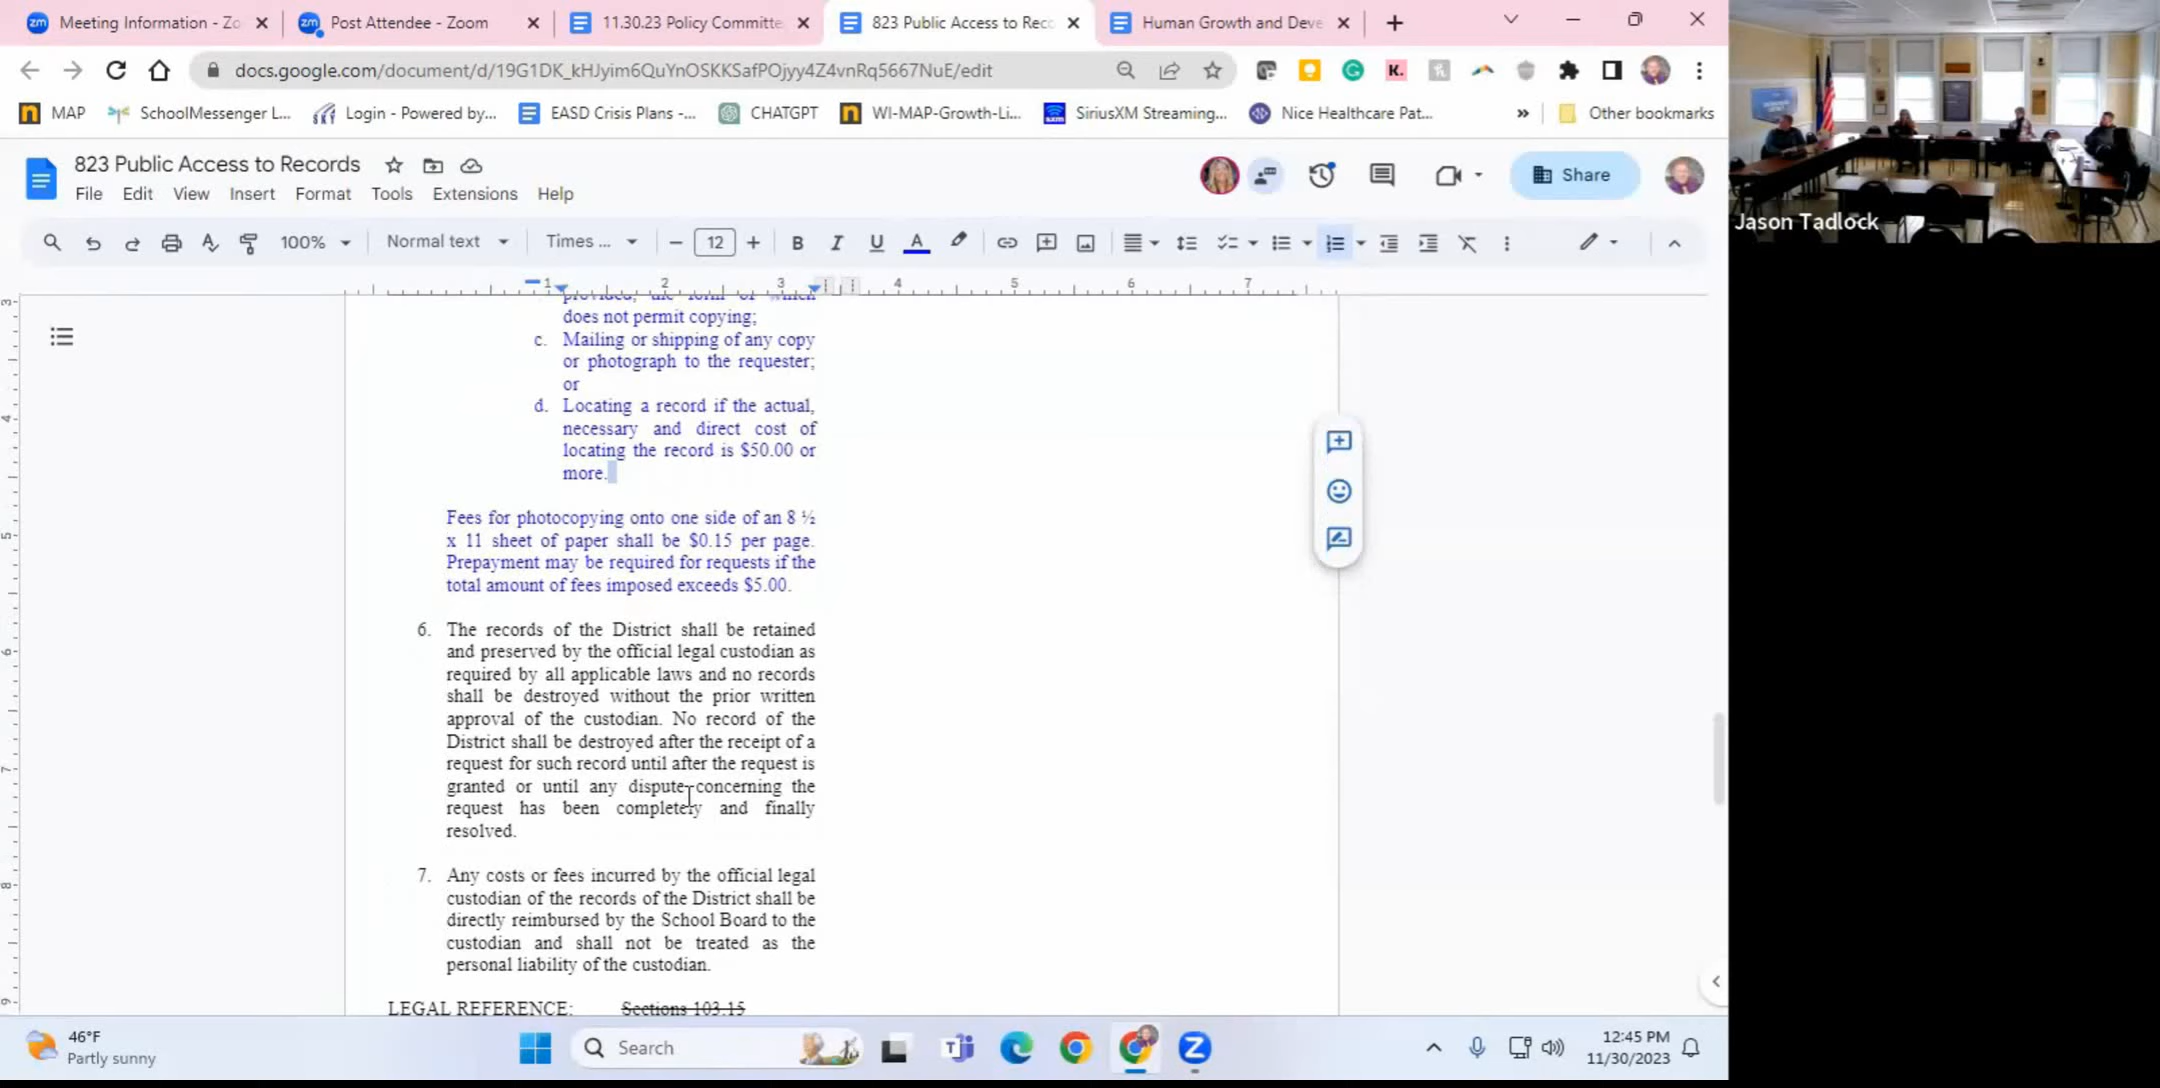 Meeting Information - Zo
Post Attendee - Zoom
11.30.23 Policy Committe
823 Public Access to Reco
Human Growth and Deve
docs.google.com/document/d/19G1DK_kHJyim6QuYnOSKKSafPOjyy4Z4vnRq5667NuE/edit
MAP
SchoolMessenger L...
Login - Powered by...
EASD Crisis Plans -...
CHATGPT
WI-MAP-Growth-Li...
SiriusXM Streaming...
Nice Healthcare Pat...
»
Other bookmarks
823 Public Access to Records
File Edit View Insert Format Tools Extensions Help
Share
100% Normal text Times ... 12
1 2 3 4 5 6 7
provided, the form of which
does not permit copying;
c. Mailing or shipping of any copy
or photograph to the requester;
or
d. Locating a record if the actual,
necessary and direct cost of
locating the record is $50.00 or
more.
Fees for photocopying onto one side of an 8 ½
x 11 sheet of paper shall be $0.15 per page.
Prepayment may be required for requests if the
total amount of fees imposed exceeds $5.00.
6. The records of the District shall be retained
and preserved by the official legal custodian as
required by all applicable laws and no records
shall be destroyed without the prior written
approval of the custodian. No record of the
District shall be destroyed after the receipt of a
request for such record until after the request is
granted or until any dispute concerning the
request has been completely and finally
resolved.
7. Any costs or fees incurred by the official legal
custodian of the records of the District shall be
directly reimbursed by the School Board to the
custodian and shall not be treated as the
personal liability of the custodian.
LEGAL REFERENCE: Sections 103.15
Jason Tadlock
46°F
Partly sunny
Search
12:45 PM
11/30/2023